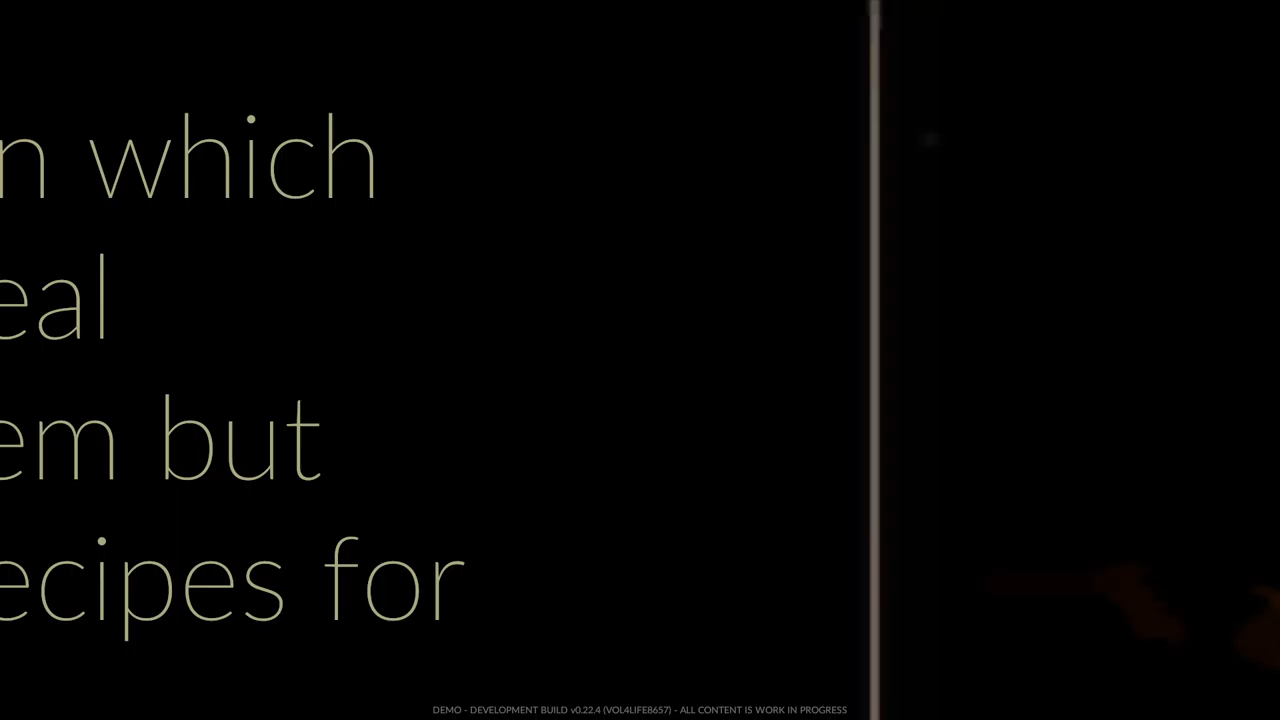 n which
eal
em but
ecipes for
DEMO - DEVELOPMENT BUILD v0.22.4 (VOL4LIFE8657) - ALL CONTENT IS WORK IN PROGRESS